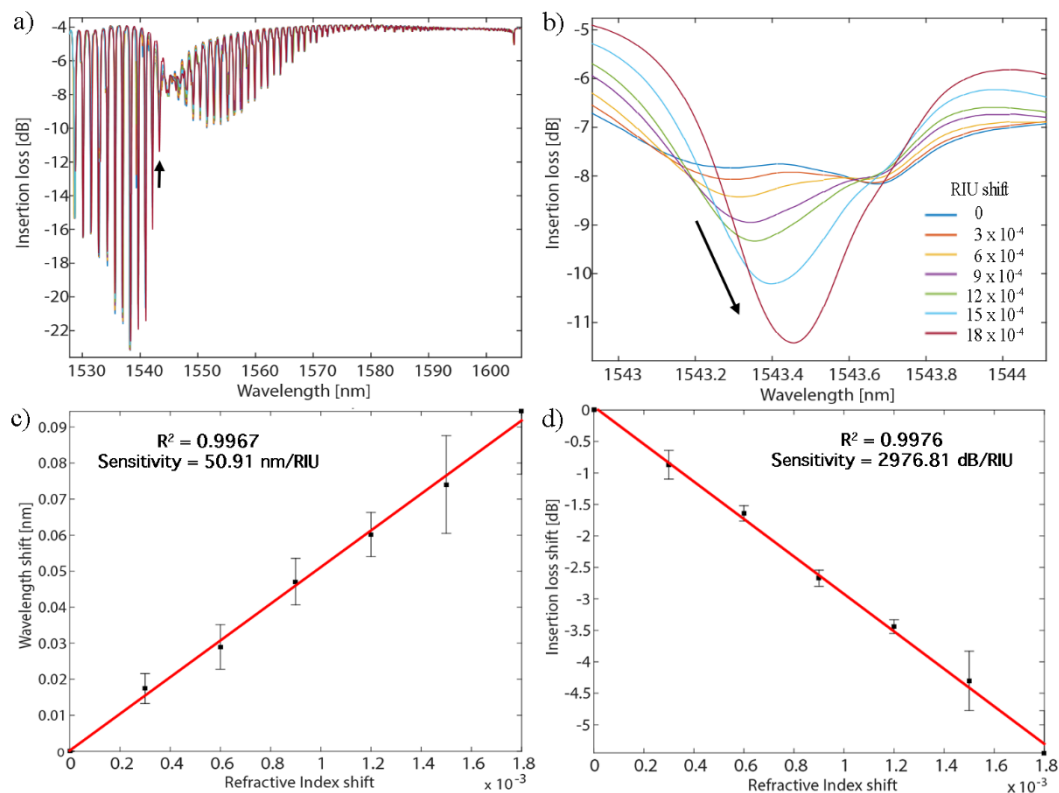 a)
Insertion loss [dB]
-4
-6
-8
-10
-12
-14
-16
-18
-20
-22
1530 1540 1550 1560 1570 1580 1590 1600
Wavelength [nm]
b)
Insertion loss [dB]
-5
-6
-7
-8
-9
-10
-11
1543 1543.2 1543.4 1543.6 1543.8 1544
Wavelength [nm]
RIU shift
0
3 x 10⁻⁴
6 x 10⁻⁴
9 x 10⁻⁴
12 x 10⁻⁴
15 x 10⁻⁴
18 x 10⁻⁴
c)
R² = 0.9967
Sensitivity = 50.91 nm/RIU
Wavelength shift [nm]
0.09
0.08
0.07
0.06
0.05
0.04
0.03
0.02
0.01
0
0 0.2 0.4 0.6 0.8 1.0 1.2 1.4 1.6 1.8
Refractive Index shift
x 10⁻³
d)
R² = 0.9976
Sensitivity = 2976.81 dB/RIU
Insertion loss shift [dB]
0
-0.5
-1
-1.5
-2
-2.5
-3
-3.5
-4
-4.5
-5
0 0.2 0.4 0.6 0.8 1.0 1.2 1.4 1.6 1.8
Refractive Index shift
x 10⁻³